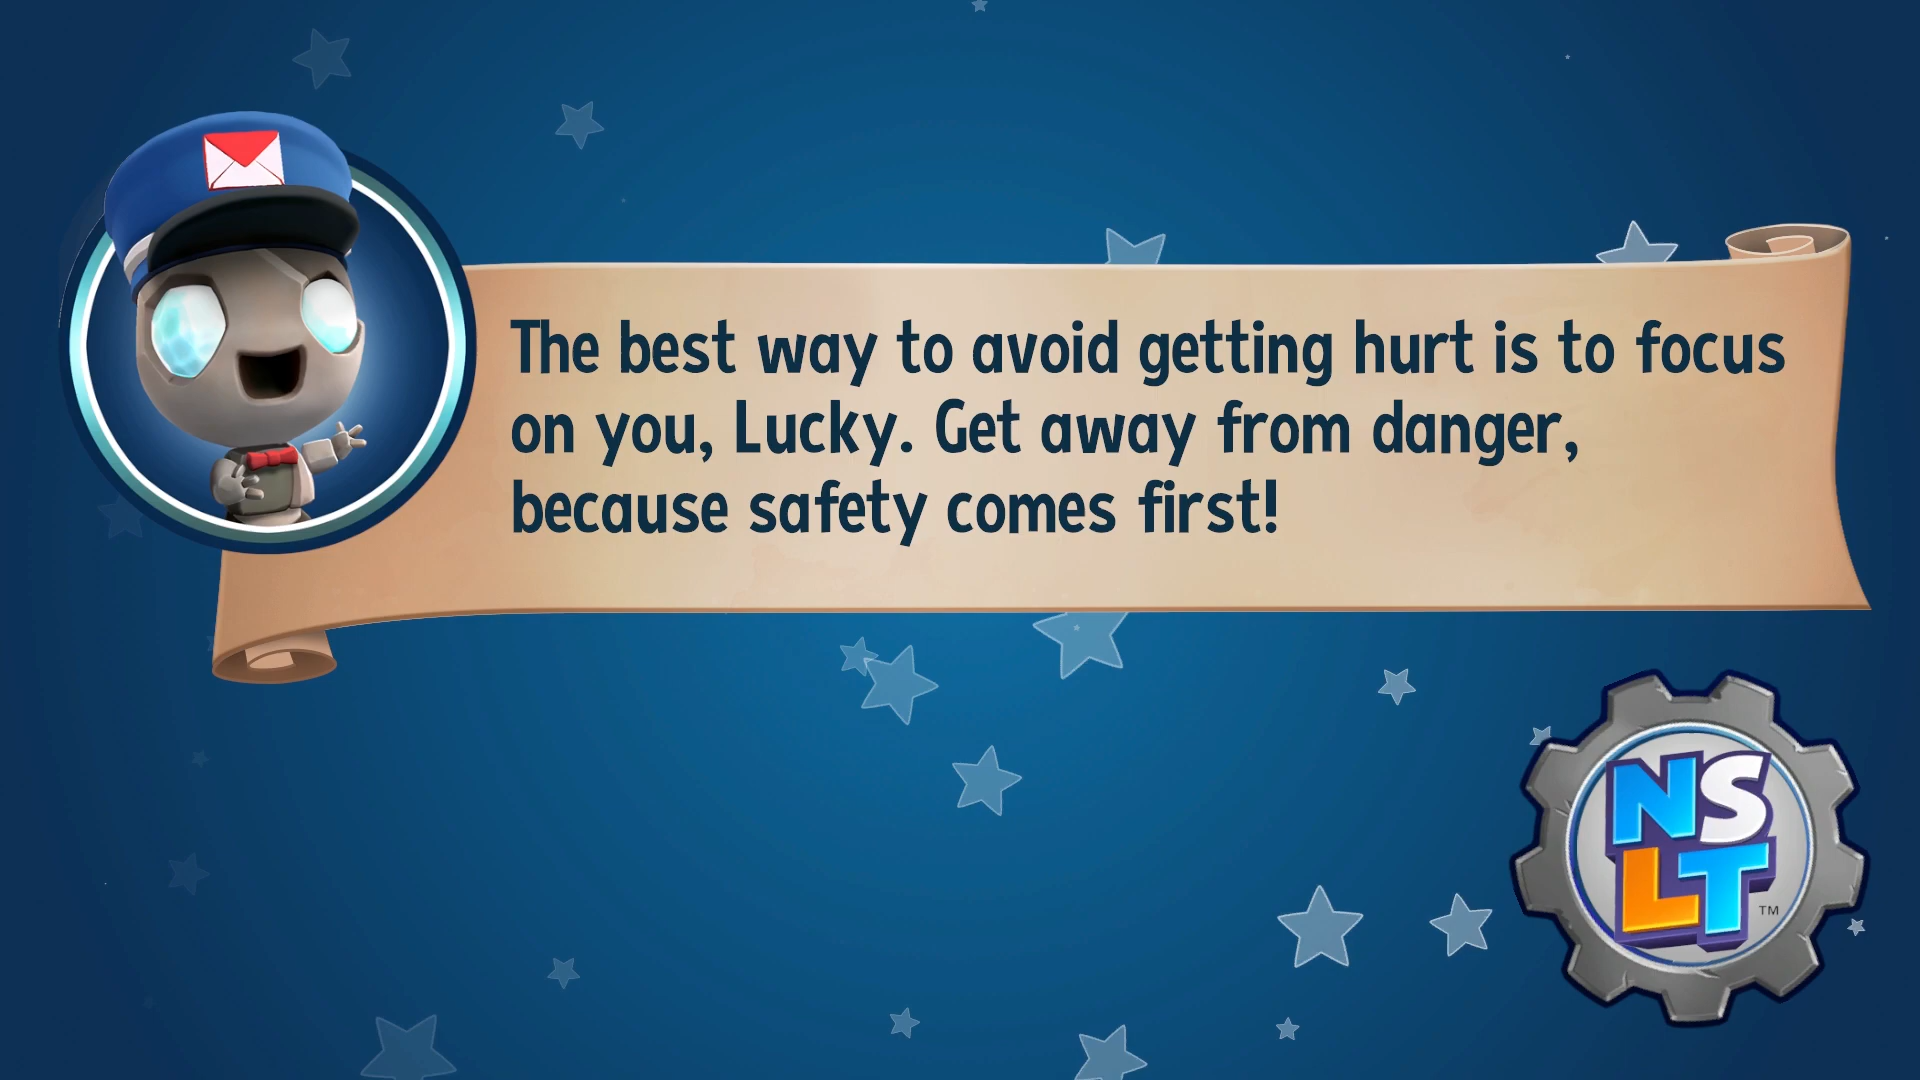 The best way to avoid getting hurt is to focus
on you, Lucky. Get away from danger,
because safety comes first!
NS
LT
TM